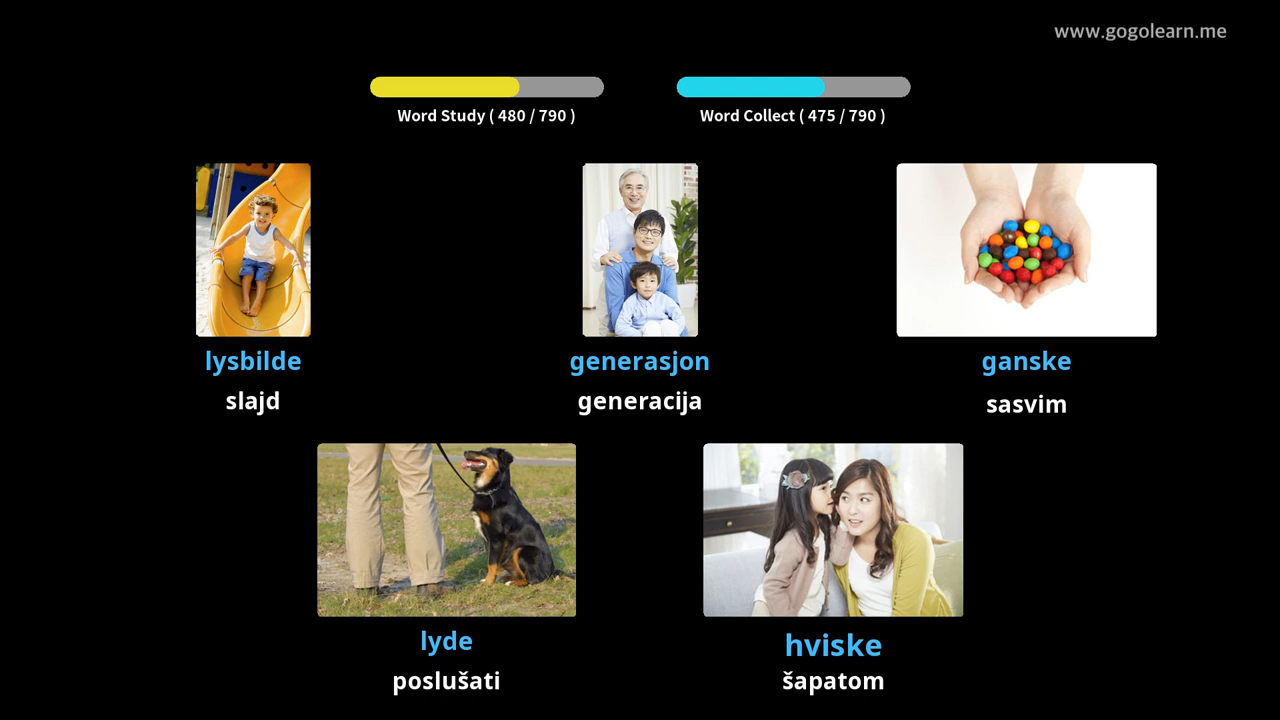 www.gogolearn.me
Word Study ( 480 / 790 )
Word Collect ( 475 / 790 )
lysbilde
slajd
generasjon
generacija
ganske
sasvim
lyde
poslušati
hviske
šapatom